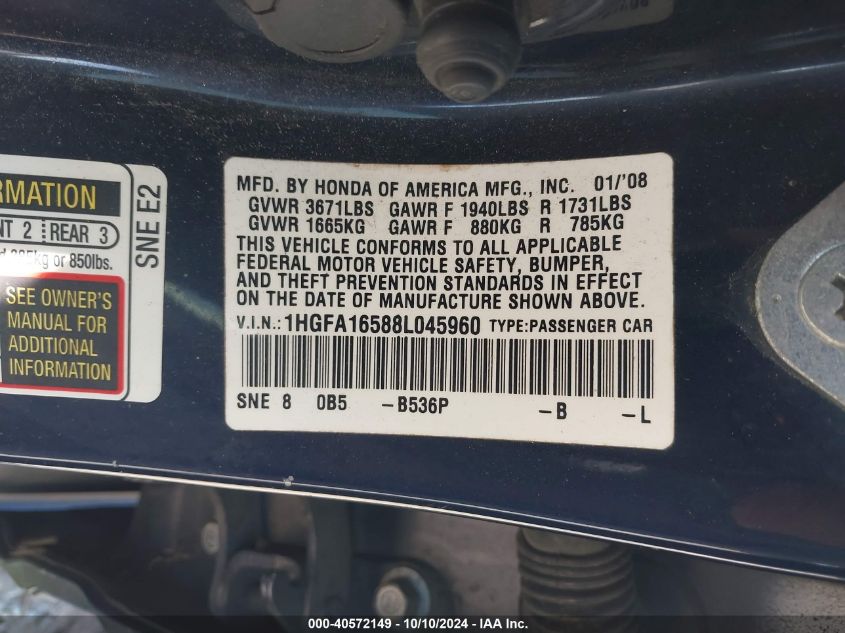 RMATION
NT 2 REAR 3
kg or 850lbs.
SEE OWNER'S
MANUAL FOR
ADDITIONAL
INFORMATION
SNE E2
MFD. BY HONDA OF AMERICA MFG., INC. 01/'08
GVWR 3671LBS GAWR F 1940LBS R 1731LBS
GVWR 1665KG GAWR F 880KG R 785KG
THIS VEHICLE CONFORMS TO ALL APPLICABLE
FEDERAL MOTOR VEHICLE SAFETY, BUMPER,
AND THEFT PREVENTION STANDARDS IN EFFECT
ON THE DATE OF MANUFACTURE SHOWN ABOVE.
V.I.N.: 1HGFA16588L045960 TYPE:PASSENGER CAR
SNE 8 0B5 -B536P -B -L
000-40572149 - 10/10/2024 - IAA Inc.